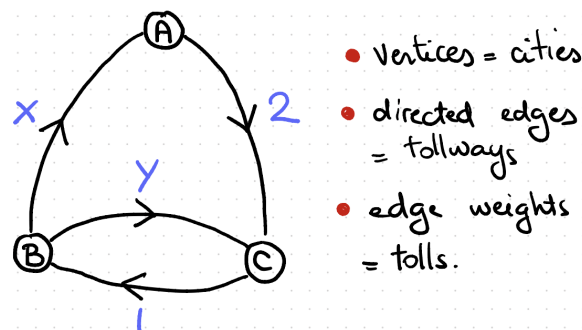 A
X
2
Y
B
C
1
• vertices = cities
• directed edges
= tollways
• edge weights
= tolls.